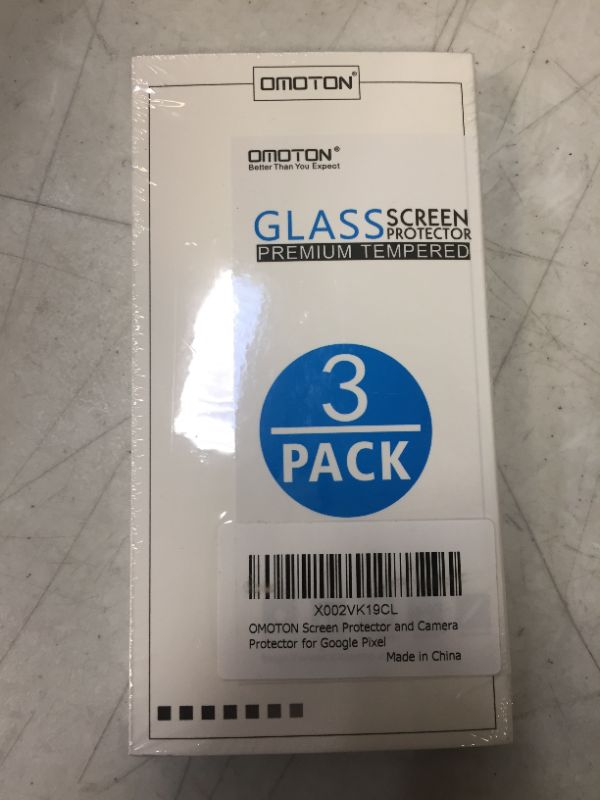 OMOTON®
OMOTON®
Better Than You Expect
GLASS SCREEN PROTECTOR
PREMIUM TEMPERED
3
PACK
X002VK19CL
OMOTON Screen Protector and Camera
Protector for Google Pixel
Made in China